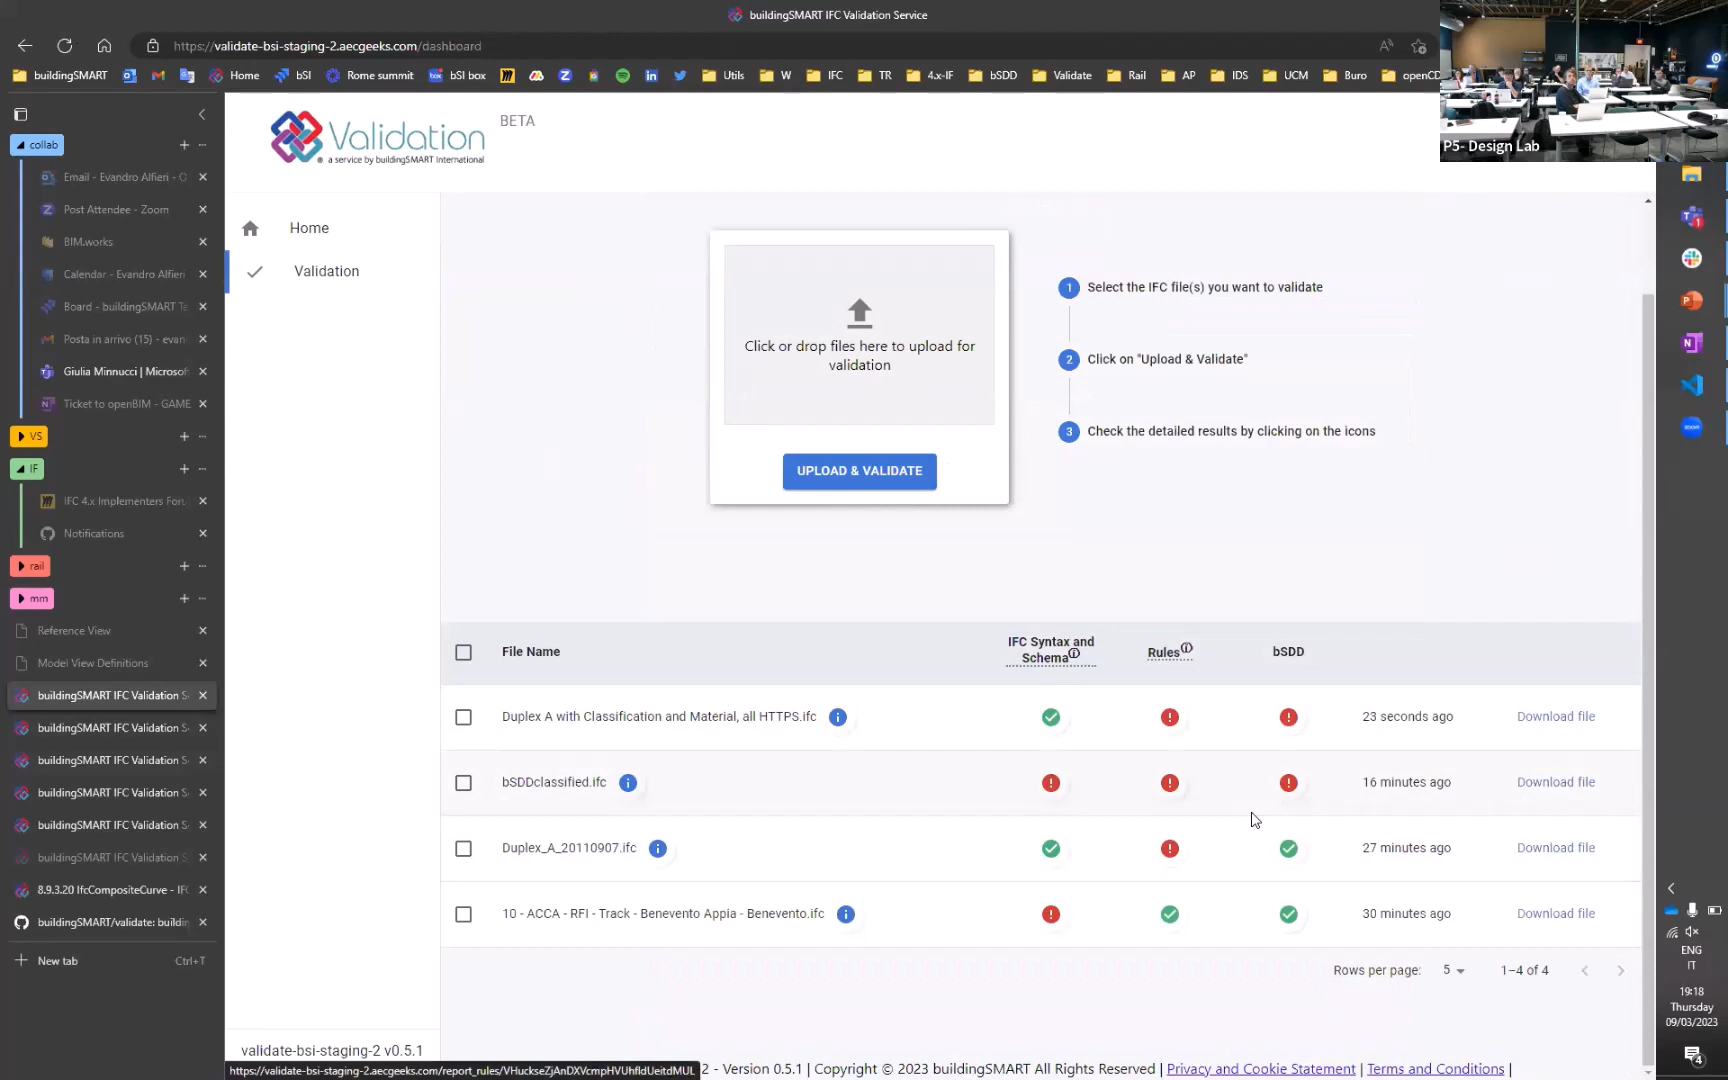 buildingSMART IFC Validation Service
https://validate-bsi-staging-2.aecgeeks.com/dashboard
buildingSMART
Home
bSI
Rome summit
bSI box
Utils
W
IFC
TR
4.x-IF
bSDD
Validate
Rail
AP
IDS
UCM
Buro
openCD
P5- Design Lab
collab
Email - Evandro Alfieri - O
Post Attendee - Zoom
BIM.works
Calendar - Evandro Alfieri
Board - buildingSMART Te
Posta in arrivo (15) - evan
Giulia Minnucci | Microsof
Ticket to openBIM - GAME
VS
IF
IFC 4.x Implementers Foru
Notifications
rail
mm
Reference View
Model View Definitions
buildingSMART IFC Validation S
buildingSMART IFC Validation S
buildingSMART IFC Validation S
buildingSMART IFC Validation S
buildingSMART IFC Validation S
buildingSMART IFC Validation S
8.9.3.20 IfcCompositeCurve - IFC
buildingSMART/validate: buildin
New tab
Ctrl+T
Validation
BETA
a service by buildingSMART International
Home
Validation
Click or drop files here to upload for
validation
UPLOAD & VALIDATE
1 Select the IFC file(s) you want to validate
2 Click on "Upload & Validate"
3 Check the detailed results by clicking on the icons
File Name
IFC Syntax and
Schema
Rules
bSDD
Duplex A with Classification and Material, all HTTPS.ifc
23 seconds ago
Download file
bSDDclassified.ifc
16 minutes ago
Download file
Duplex_A_20110907.ifc
27 minutes ago
Download file
10 - ACCA - RFI - Track - Benevento Appia - Benevento.ifc
30 minutes ago
Download file
Rows per page: 5
1–4 of 4
validate-bsi-staging-2 v0.5.1
2 - Version 0.5.1 | Copyright © 2023 buildingSMART All Rights Reserved | Privacy and Cookie Statement | Terms and Conditions |
ENG
IT
19:18
Thursday
09/03/2023
4